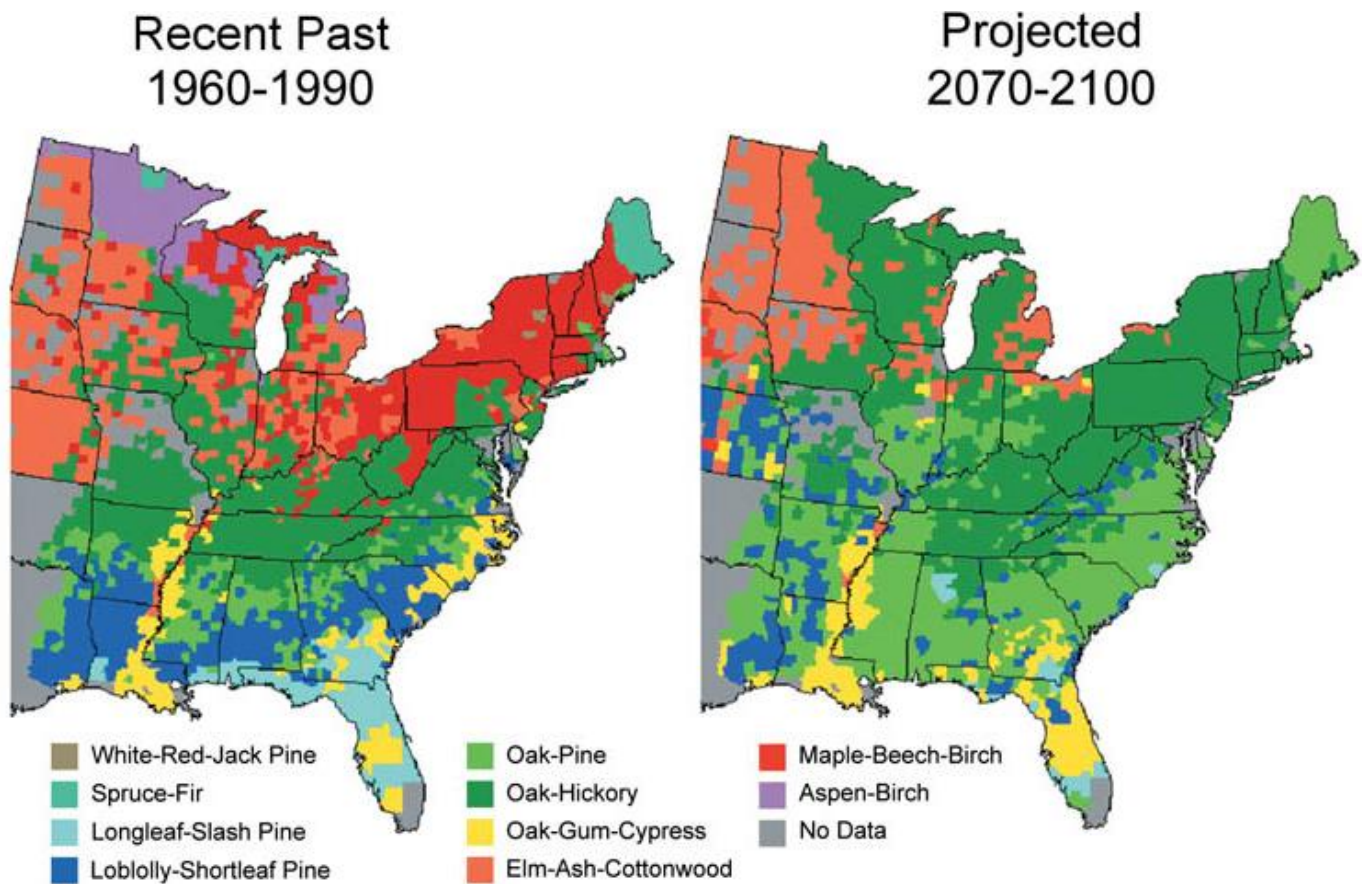 Recent Past
1960-1990
Projected
2070-2100
White-Red-Jack Pine
Spruce-Fir
Longleaf-Slash Pine
Loblolly-Shortleaf Pine
Oak-Pine
Oak-Hickory
Oak-Gum-Cypress
Elm-Ash-Cottonwood
Maple-Beech-Birch
Aspen-Birch
No Data